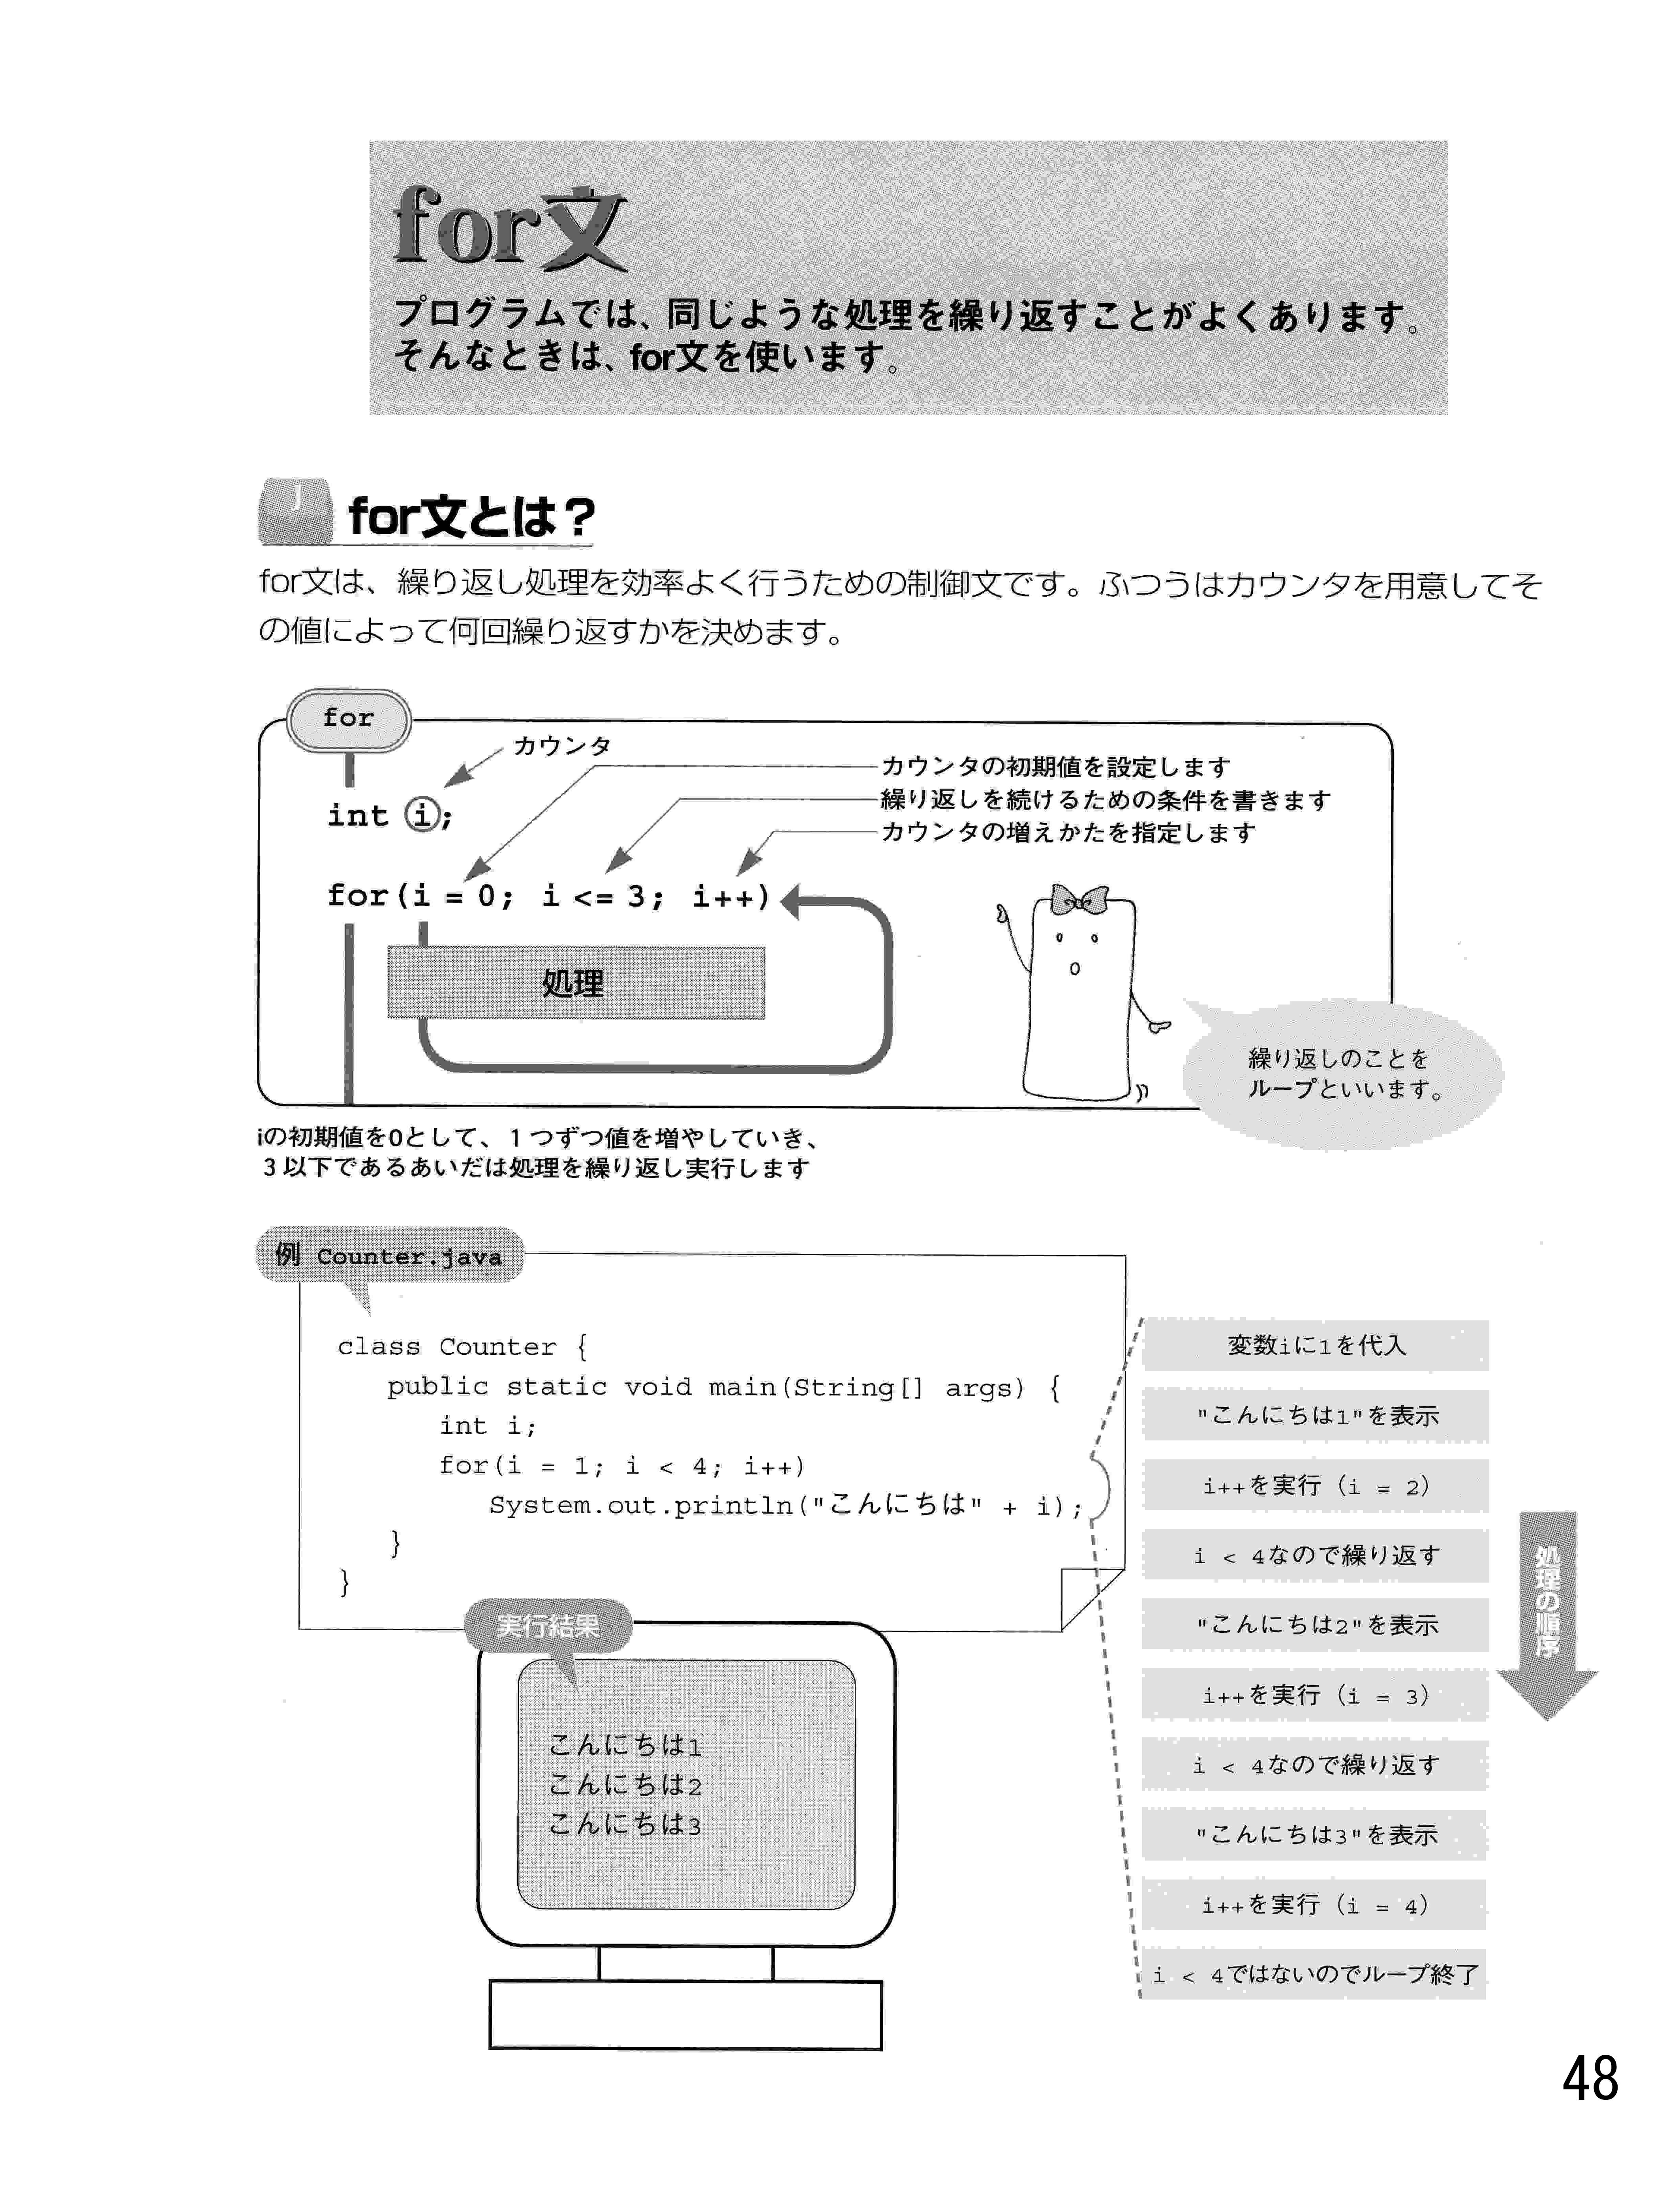 for文
プログラムでは、同じような処理を繰り返すことがよくあります。
そんなときは、for文を使います。
J
for文とは？
for文は、繰り返し処理を効率よく行うための制御文です。ふつうはカウンタを用意してそ
の値によって何回繰り返すかを決めます。
for
カウンタ
カウンタの初期値を設定します
繰り返しを続けるための条件を書きます
カウンタの増えかたを指定します
int i;
for(i = 0; i <= 3; i++)
処理
繰り返しのことを
ループといいます。
iの初期値を0として、１つずつ値を増やしていき、
３以下であるあいだは処理を繰り返し実行します
例 Counter.java
class Counter {
public static void main(String[] args) {
int i;
for(i = 1; i < 4; i++)
System.out.println("こんにちは" + i);
}
}
実行結果
こんにちは1
こんにちは2
こんにちは3
変数iに1を代入
"こんにちは1"を表示
i++を実行（i = 2）
i < 4なので繰り返す
"こんにちは2"を表示
i++を実行（i = 3）
i < 4なので繰り返す
"こんにちは3"を表示
i++を実行（i = 4）
i < 4ではないのでループ終了
処理の順序
48